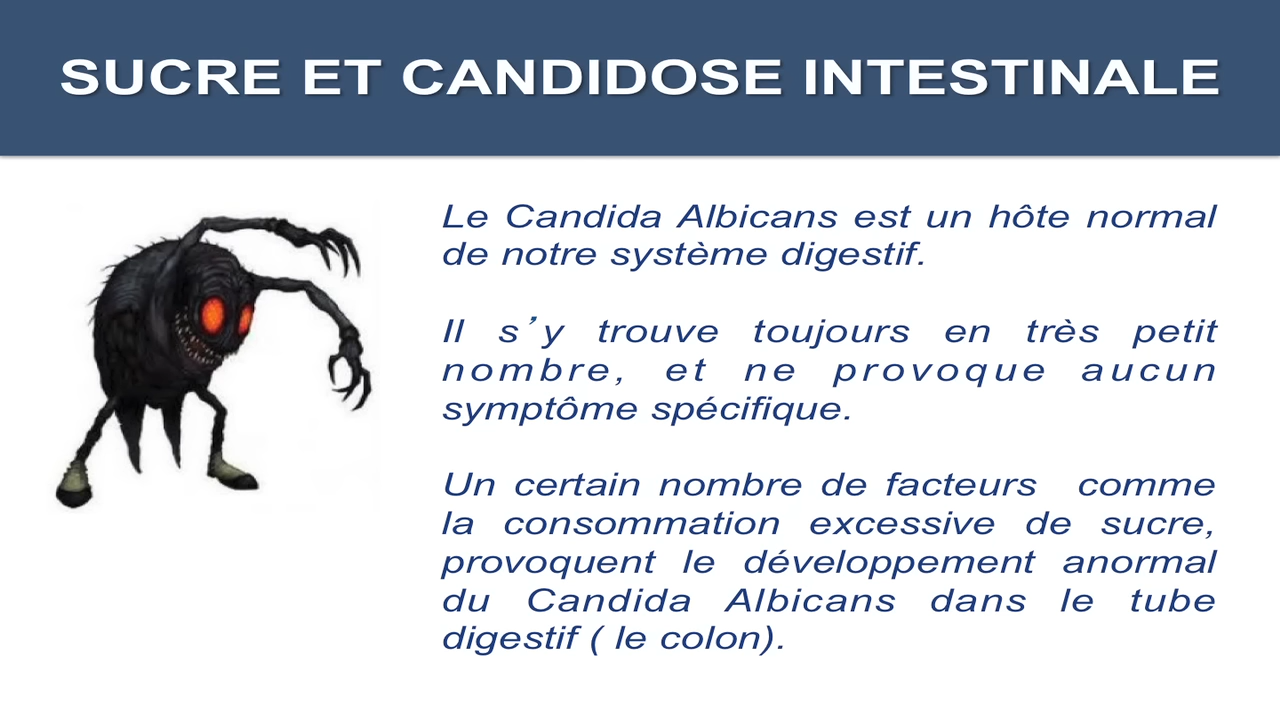 SUCRE ET CANDIDOSE INTESTINALE
Le Candida Albicans est un hôte normal
de notre système digestif.
Il s’y trouve toujours en très petit
nombre, et ne provoque aucun
symptôme spécifique.
Un certain nombre de facteurs  comme
la consommation excessive de sucre,
provoquent le développement anormal
du Candida Albicans dans le tube
digestif ( le colon).